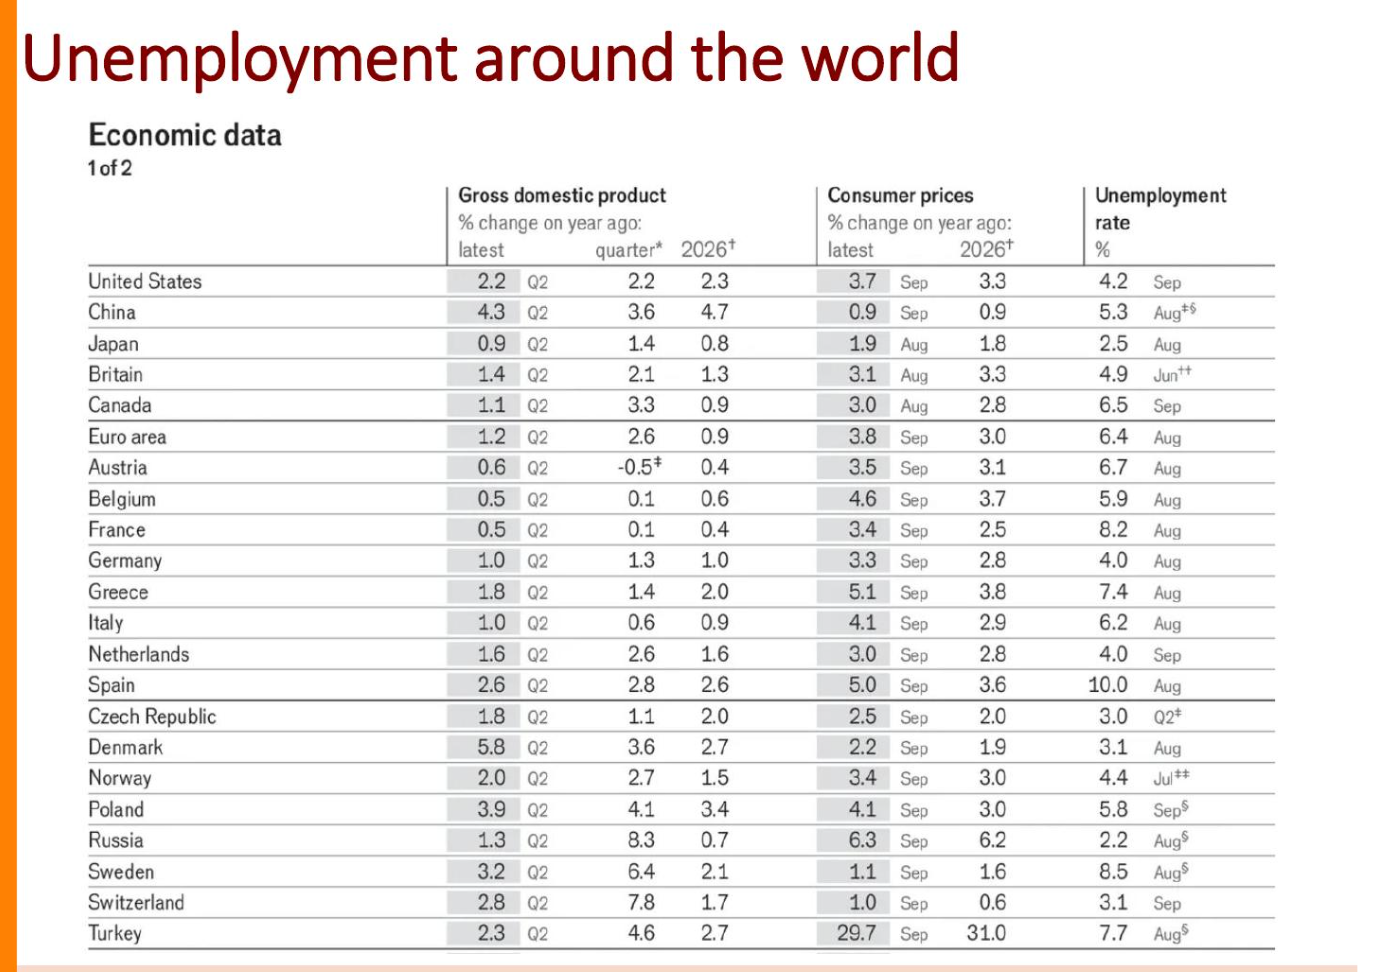 Unemployment around the world
Economic data
1 of 2
Gross domestic product Consumer prices Unemployment
% change on year ago: % change on year ago: rate
latest quarter* 2026† latest 2026† %
United States 2.2 Q2 2.2 2.3 3.7 Sep 3.3 4.2 Sep
China 4.3 Q2 3.6 4.7 0.9 Sep 0.9 5.3 Aug‡§
Japan 0.9 Q2 1.4 0.8 1.9 Aug 1.8 2.5 Aug
Britain 1.4 Q2 2.1 1.3 3.1 Aug 3.3 4.9 Jun††
Canada 1.1 Q2 3.3 0.9 3.0 Aug 2.8 6.5 Sep
Euro area 1.2 Q2 2.6 0.9 3.8 Sep 3.0 6.4 Aug
Austria 0.6 Q2 -0.5‡ 0.4 3.5 Sep 3.1 6.7 Aug
Belgium 0.5 Q2 0.1 0.6 4.6 Sep 3.7 5.9 Aug
France 0.5 Q2 0.1 0.4 3.4 Sep 2.5 8.2 Aug
Germany 1.0 Q2 1.3 1.0 3.3 Sep 2.8 4.0 Aug
Greece 1.8 Q2 1.4 2.0 5.1 Sep 3.8 7.4 Aug
Italy 1.0 Q2 0.6 0.9 4.1 Sep 2.9 6.2 Aug
Netherlands 1.6 Q2 2.6 1.6 3.0 Sep 2.8 4.0 Sep
Spain 2.6 Q2 2.8 2.6 5.0 Sep 3.6 10.0 Aug
Czech Republic 1.8 Q2 1.1 2.0 2.5 Sep 2.0 3.0 Q2‡
Denmark 5.8 Q2 3.6 2.7 2.2 Sep 1.9 3.1 Aug
Norway 2.0 Q2 2.7 1.5 3.4 Sep 3.0 4.4 Jul‡‡
Poland 3.9 Q2 4.1 3.4 4.1 Sep 3.0 5.8 Sep§
Russia 1.3 Q2 8.3 0.7 6.3 Sep 6.2 2.2 Aug§
Sweden 3.2 Q2 6.4 2.1 1.1 Sep 1.6 8.5 Aug§
Switzerland 2.8 Q2 7.8 1.7 1.0 Sep 0.6 3.1 Sep
Turkey 2.3 Q2 4.6 2.7 29.7 Sep 31.0 7.7 Aug§